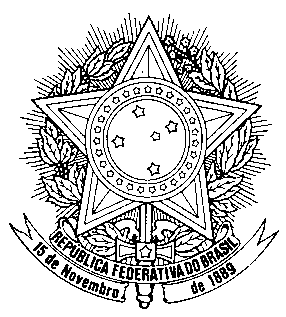 REPÚBLICA FEDERATIVA DO BRASIL
15 de Novembro de 1889